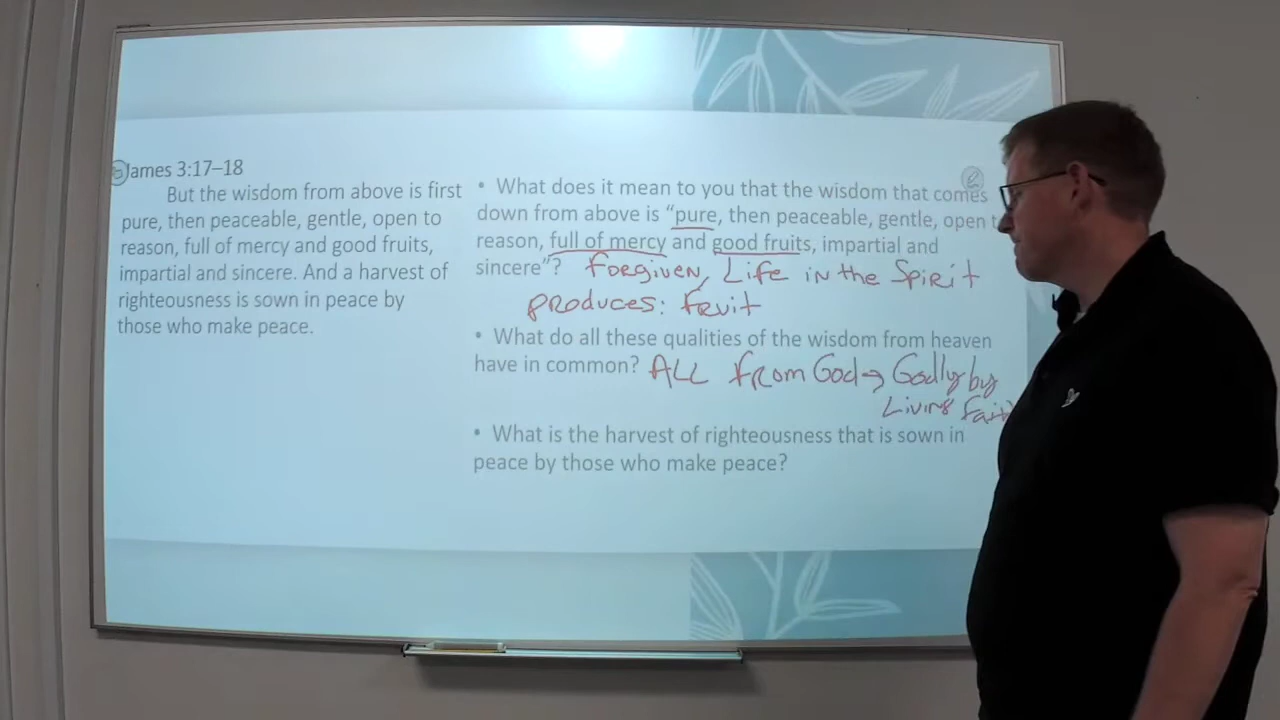 James 3:17–18
But the wisdom from above is first
pure, then peaceable, gentle, open to
reason, full of mercy and good fruits,
impartial and sincere. And a harvest of
righteousness is sown in peace by
those who make peace.
• What does it mean to you that the wisdom that comes
down from above is “pure, then peaceable, gentle, open t
reason, full of mercy and good fruits, impartial and
sincere”? Forgiven, Life in the Spirit
produces: Fruit
• What do all these qualities of the wisdom from heaven
have in common? ALL from God → Godly by
Living Fait
• What is the harvest of righteousness that is sown in
peace by those who make peace?